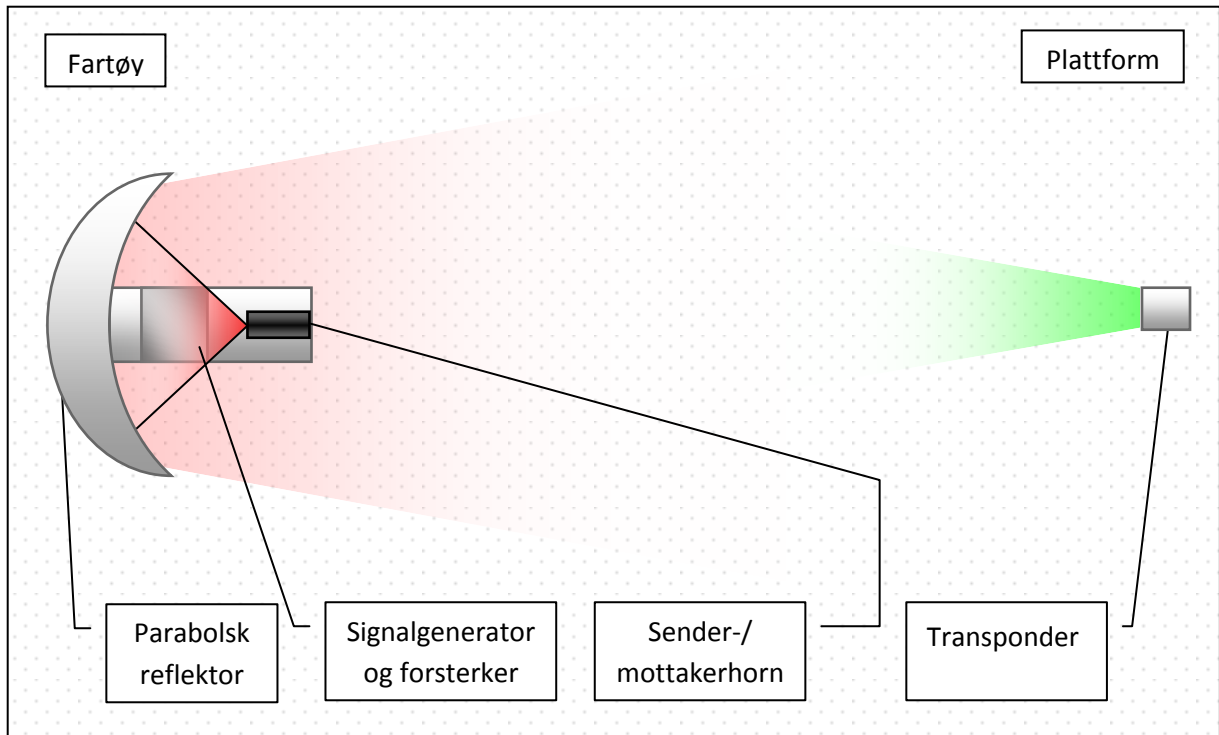 Fartøy
Plattform
Parabolsk
reflektor
Signalgenerator
og forsterker
Sender-/
mottakerhorn
Transponder